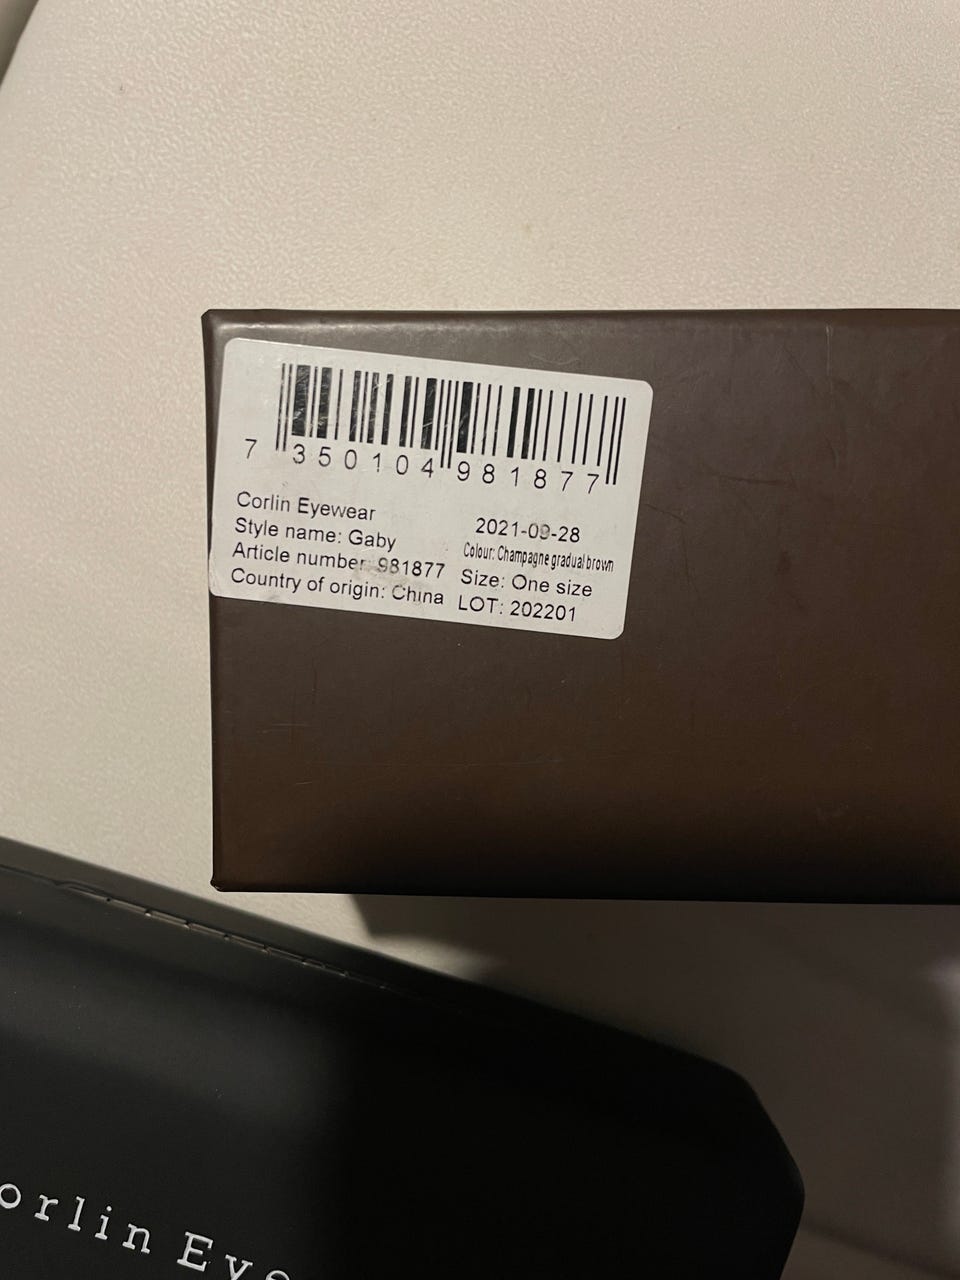 7 350104 981877
Corlin Eyewear
Style name: Gaby
Article number: 981877
Country of origin: China
2021-09-28
Colour: Champagne gradual brown
Size: One size
LOT: 202201
orlin Eye